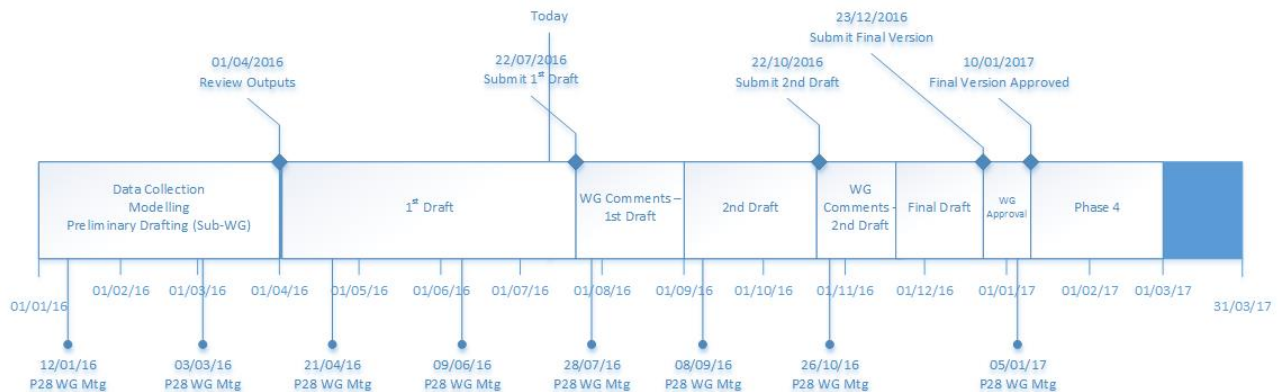 Today
23/12/2016
Submit Final Version
01/04/2016
Review Outputs
22/07/2016
Submit 1st Draft
22/10/2016
Submit 2nd Draft
10/01/2017
Final Version Approved
Data Collection
Modelling
Preliminary Drafting (Sub-WG)
1st Draft
WG Comments –
1st Draft
2nd Draft
WG
Comments -
2nd Draft
Final Draft
WG
Approval
Phase 4
01/01/16
01/02/16
01/03/16
01/04/16
01/05/16
01/06/16
01/07/16
01/08/16
01/09/16
01/10/16
01/11/16
01/12/16
01/01/17
01/02/17
01/03/17
31/03/17
12/01/16
P28 WG Mtg
03/03/16
P28 WG Mtg
21/04/16
P28 WG Mtg
09/06/16
P28 WG Mtg
28/07/16
P28 WG Mtg
08/09/16
P28 WG Mtg
26/10/16
P28 WG Mtg
05/01/17
P28 WG Mtg